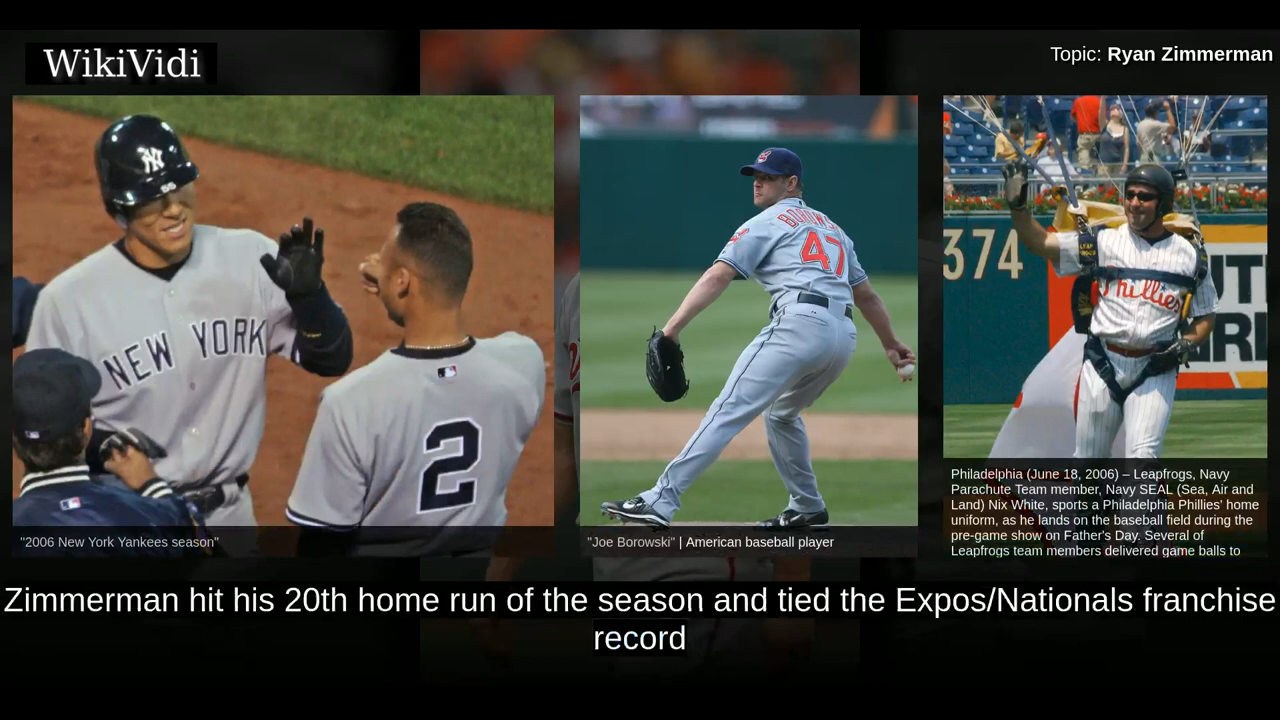 WikiVidi
Topic: Ryan Zimmerman
NY
NEW YORK
2
47
374
Phillies
"2006 New York Yankees season"
"Joe Borowski" | American baseball player
Philadelphia (June 18, 2006) – Leapfrogs, Navy
Parachute Team member, Navy SEAL (Sea, Air and
Land) Nix White, sports a Philadelphia Phillies' home
uniform, as he lands on the baseball field during the
pre-game show on Father's Day. Several of
Leapfrogs team members delivered game balls to
Zimmerman hit his 20th home run of the season and tied the Expos/Nationals franchise
record